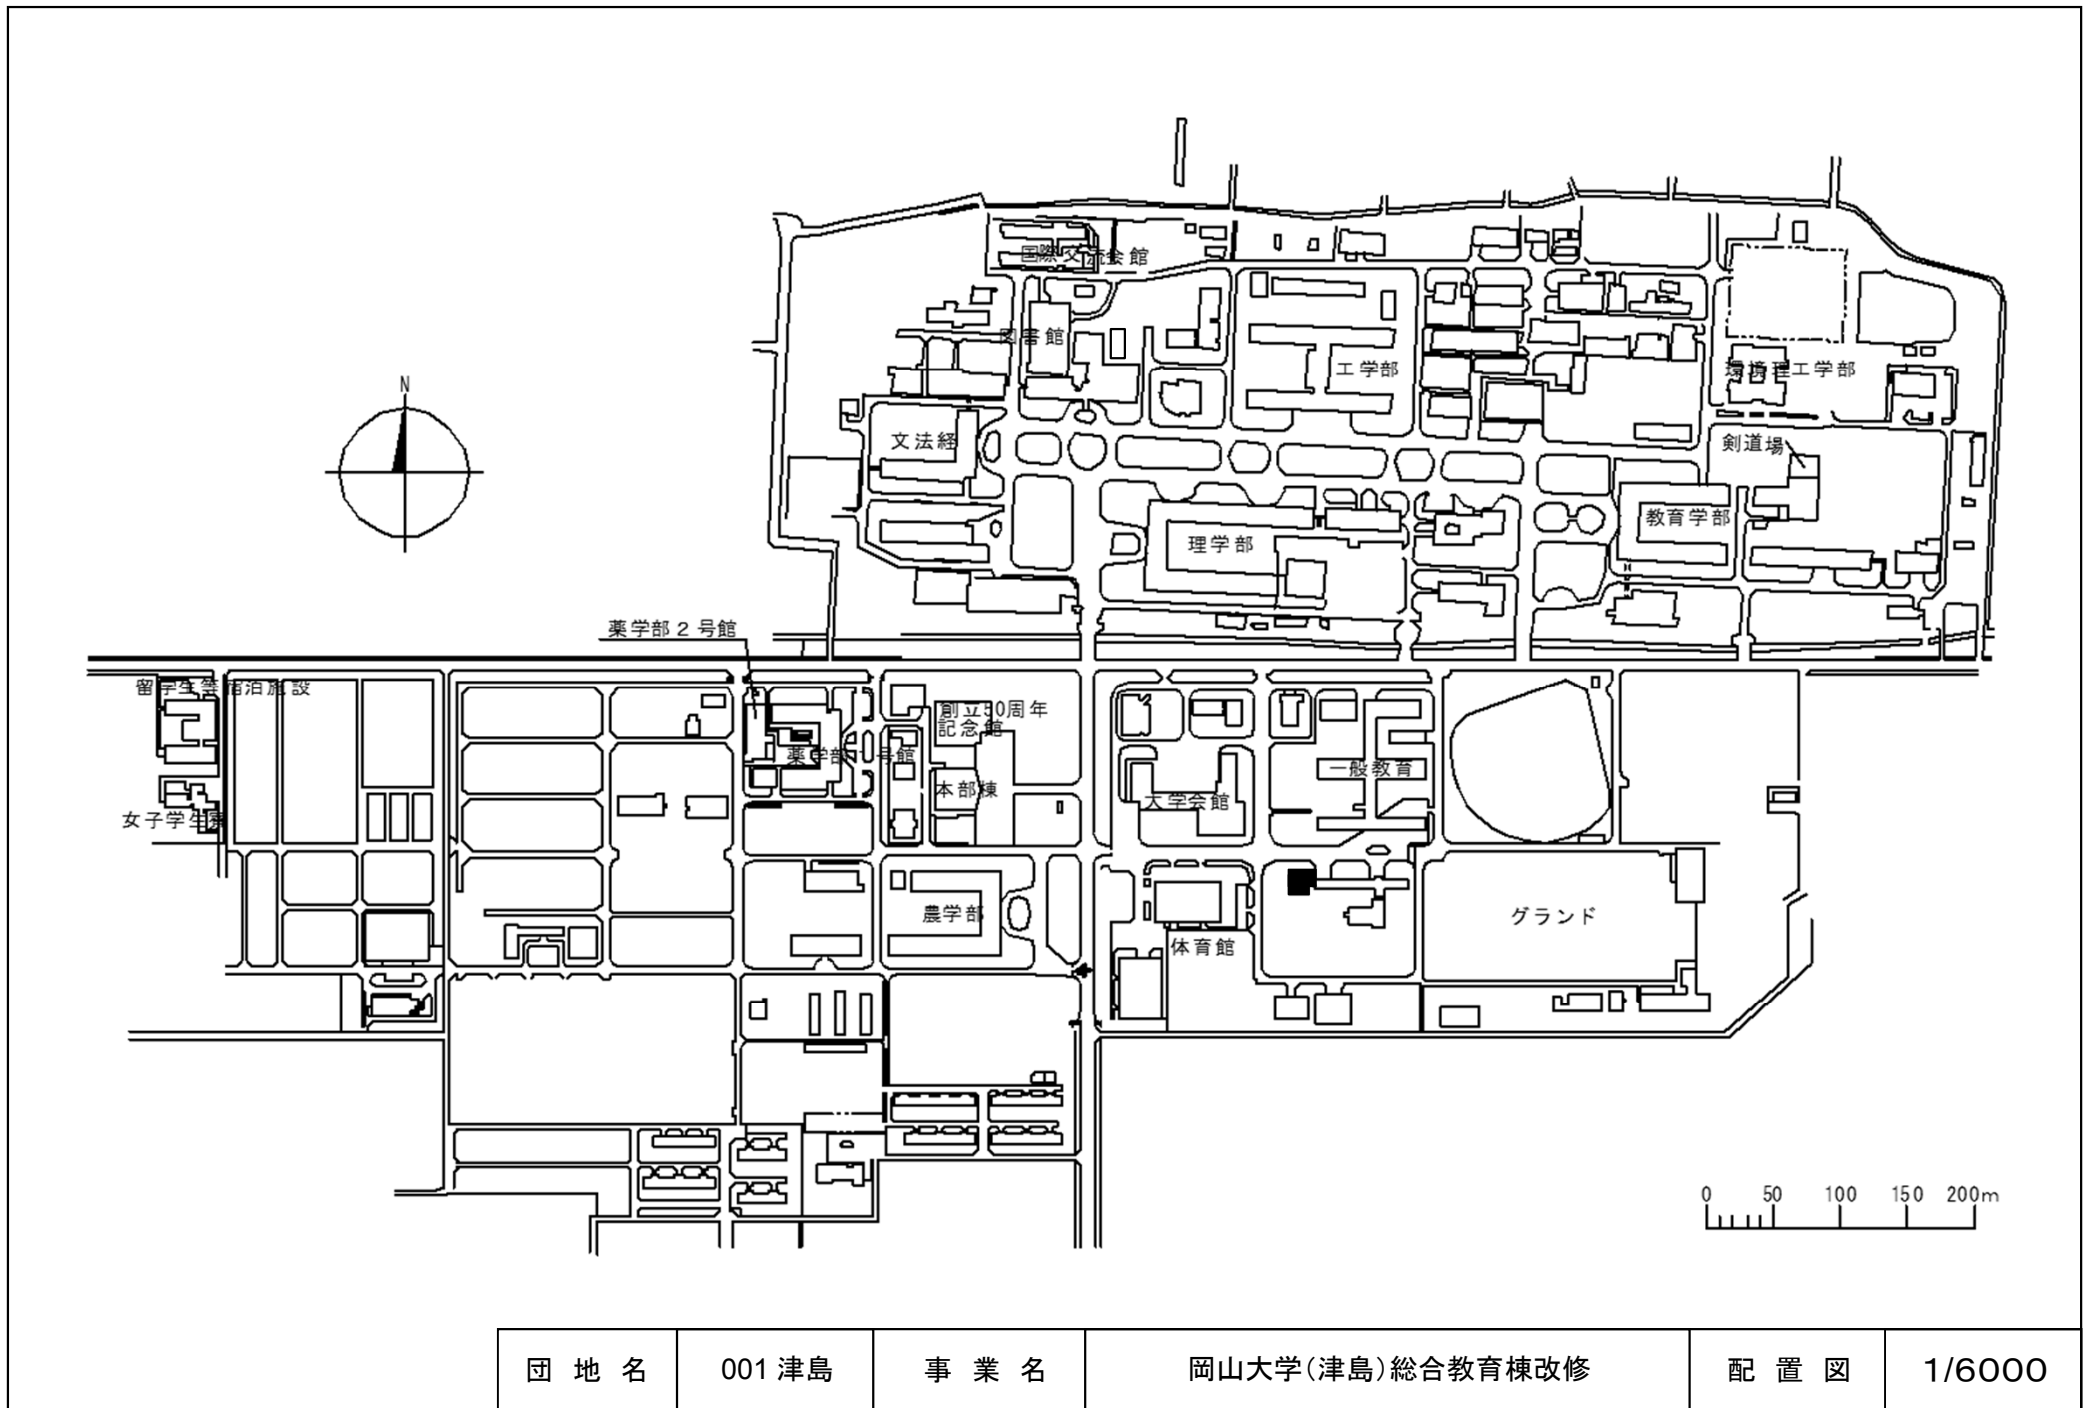 国際交流会館
図書館
工学部
環境理工学部
N
文法経
剣道場
教育学部
理学部
薬学部2号館
留学生等宿泊施設
創立50周年
記念館
薬学部1号館
一般教育
本部棟
大学会館
女子学生寮
農学部
グランド
体育館
0 50 100 150 200m
団地名 001津島 事業名 岡山大学(津島)総合教育棟改修 配置図 1/6000